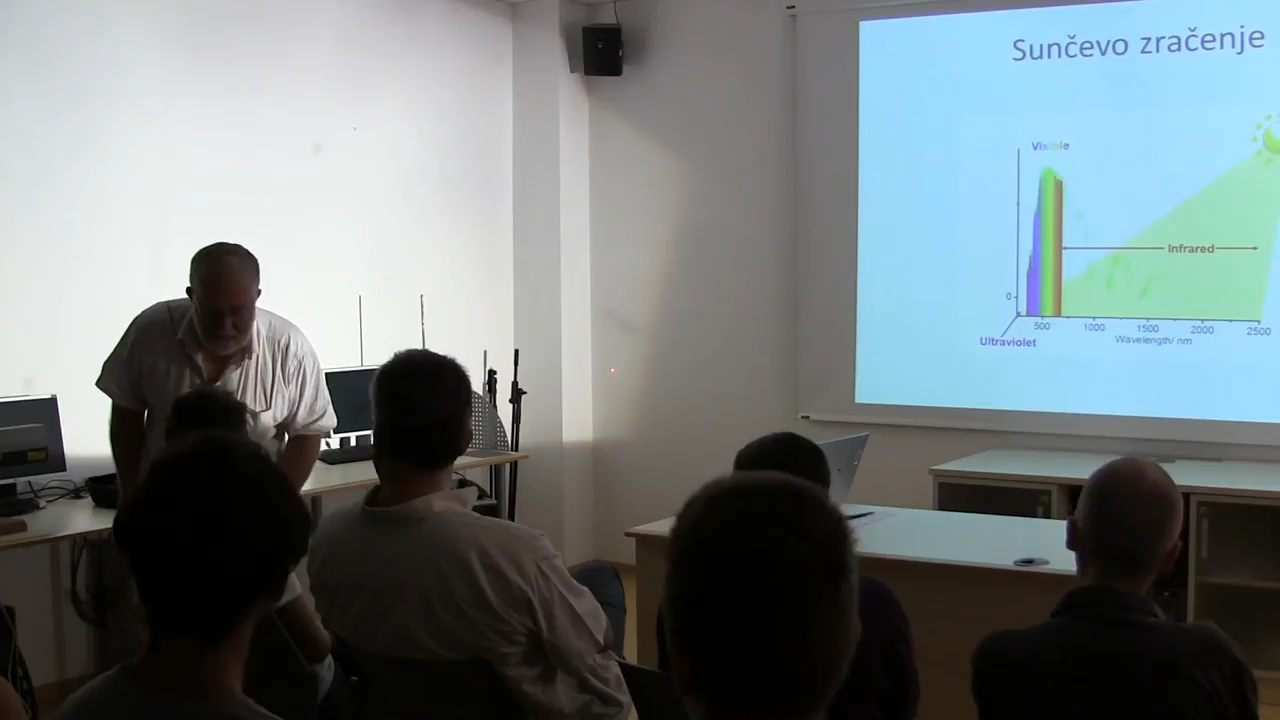 Sunčevo zračenje
Visible
Infrared
0
500 1000 1500 2000 2500
Wavelength/ nm
Ultraviolet